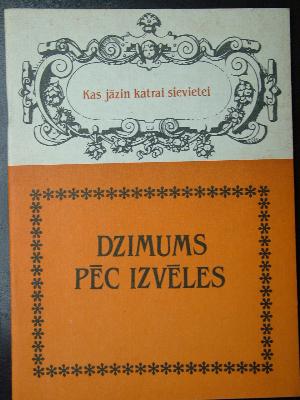 Kas jāzin katrai sievietei
DZIMUMS
PĒC IZVĒLES